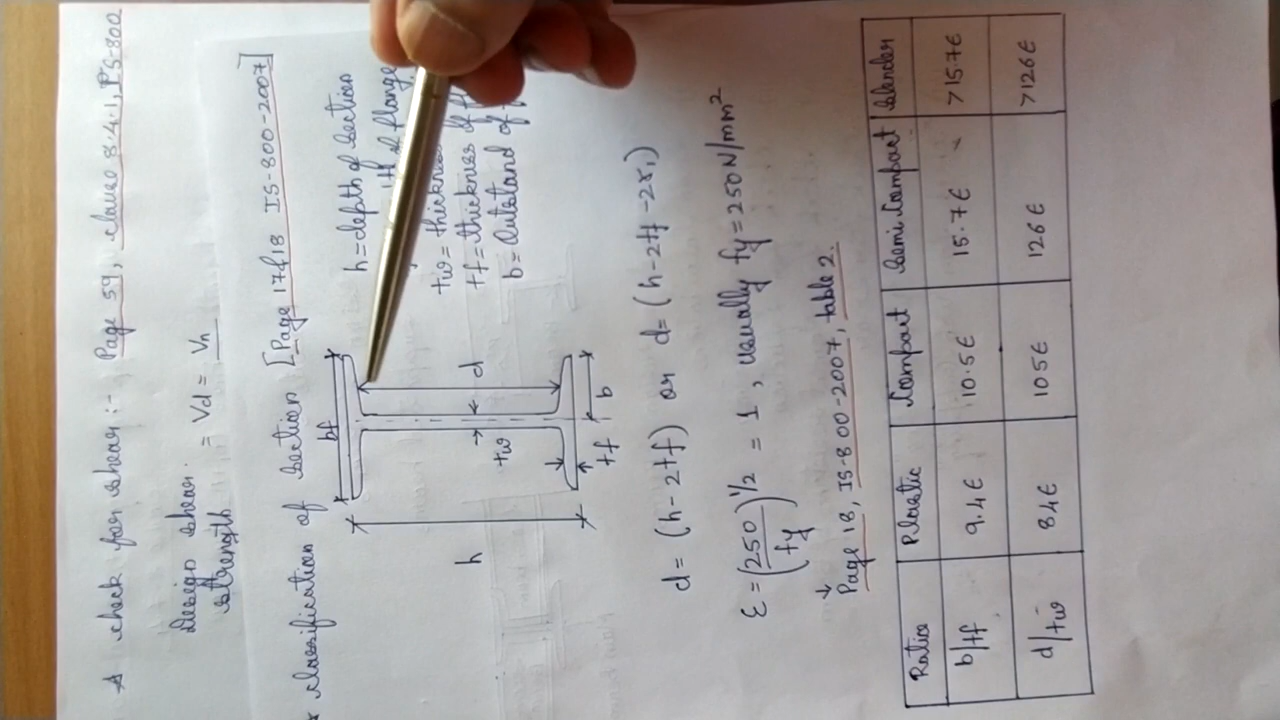 check for shear :- Page 59, clause 8.4.1, IS-800
Design shear
strength = Vd = Vn
* classification of section [Page 17&18 IS-800-2007]
bf
h
tw
d
tf
b
h = depth of section
of flange
tw = thickness
tf = thickness of
b = Outstand of
d = (h - 2tf) or d = (h - 2tf - 2r₁)
ε = (250/fy)^1/2 = 1, usually fy = 250 N/mm²
↓
Page 18, IS-800-2007, table 2.
Ratio Plastic Compact Semi Compact Slender
b/tf 9.4ε 10.5ε 15.7ε >15.7ε
d/tw 84ε 105ε 126ε >126ε